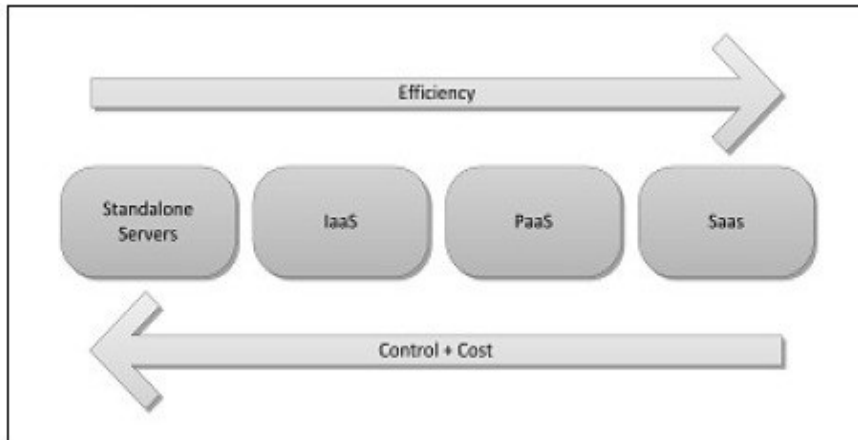 Efficiency
Standalone
Servers
IaaS
PaaS
Saas
Control + Cost